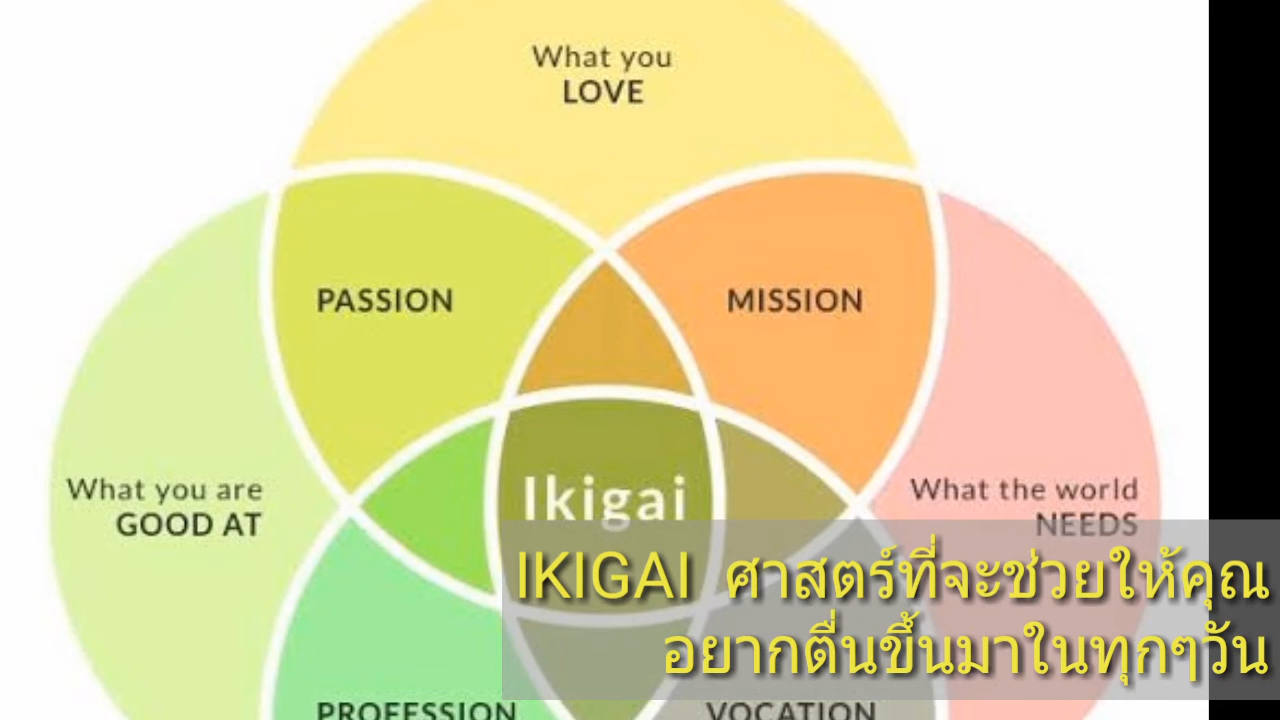 What you
LOVE
PASSION
MISSION
Ikigai
What you are
GOOD AT
What the world
NEEDS
IKIGAI ศาสตร์ที่จะช่วยให้คุณ
อยากตื่นขึ้นมาในทุกๆวัน
PROFESSION
VOCATION